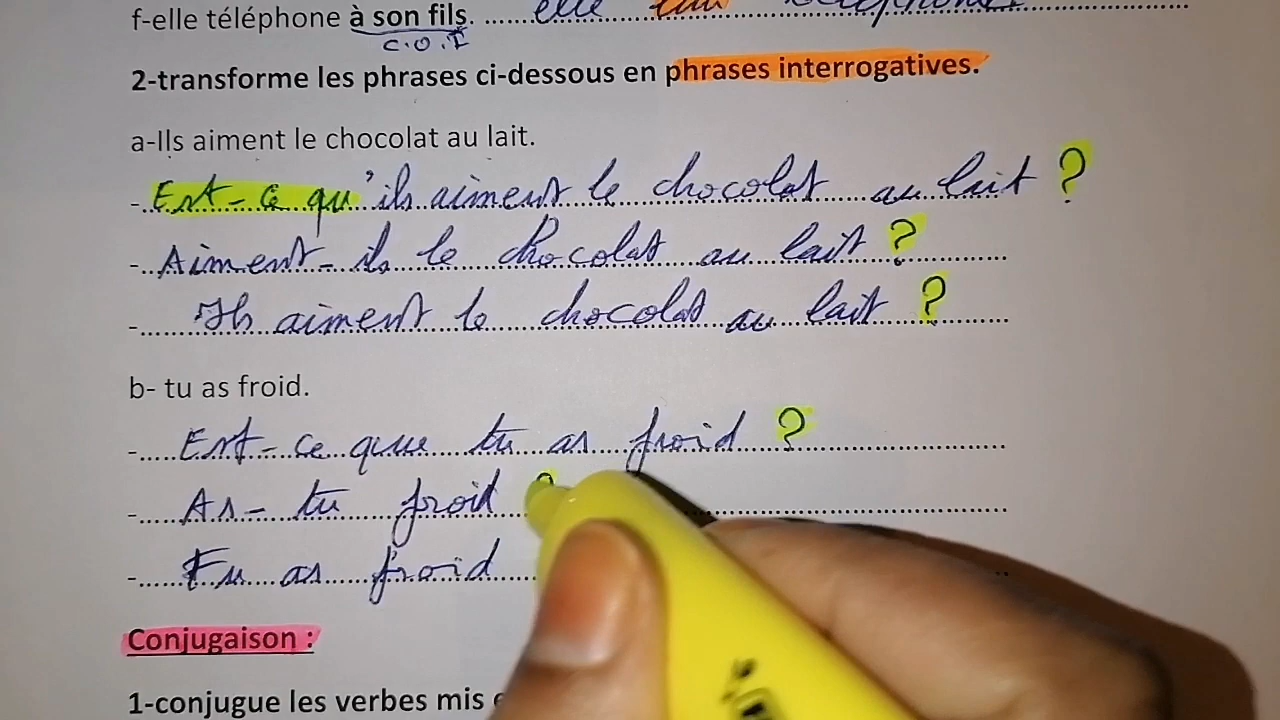 f-elle téléphone à son fils. elle lui
C.O.I
2-transforme les phrases ci-dessous en phrases interrogatives.
a-Ils aiment le chocolat au lait.
- Est-ce qu'ils aiment le chocolat au lait ?
- Aiment-ils le chocolat au lait ?
- Ils aiment le chocolat au lait ?
b- tu as froid.
- Est-ce que tu as froid ?
- As-tu froid ?
- Tu as froid
Conjugaison :
1-conjugue les verbes mis